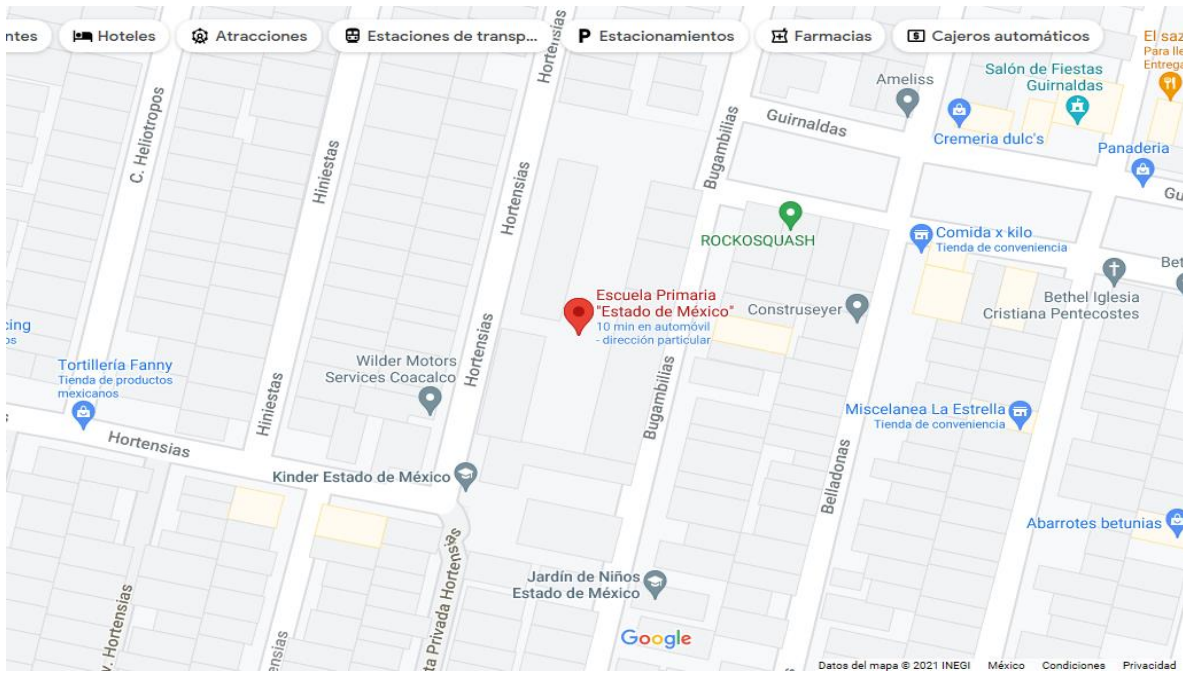 ntes
Hoteles
Atracciones
Estaciones de transp...
P Estacionamientos
Farmacias
Cajeros automáticos
Hortensias
El saz
Para lle
Entrega
Ameliss
Salón de Fiestas
Guirnaldas
C. Heliotropos
Hiniestas
Hortensias
Bugambilias
Guirnaldas
Cremeria dulc's
Panaderia
Gu
ROCKOSQUASH
Comida x kilo
Tienda de conveniencia
Bet
Bethel Iglesia
Cristiana Pentecostes
Escuela Primaria
"Estado de México"
10 min en automóvil
- dirección particular
Construseyer
cing
os
Tortillería Fanny
Tienda de productos
mexicanos
Wilder Motors
Services Coacalco
Hortensias
Hiniestas
Bugambilias
Miscelanea La Estrella
Tienda de conveniencia
s
Hortensias
Kinder Estado de México
Belladonas
Abarrotes betunias
Jardín de Niños
Estado de México
v. Hortensias
ensias
ta Privada Hortensias
Google
s
Datos del mapa © 2021 INEGI México Condiciones Privacidad